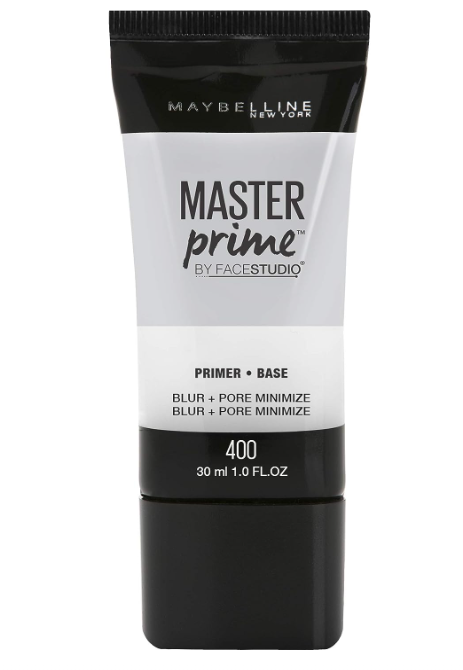 MAYBELLINE
NEW YORK
MASTER
prime™
BY FACESTUDIO®
PRIMER • BASE
BLUR + PORE MINIMIZE
BLUR + PORE MINIMIZE
400
30 ml 1.0 FL.OZ